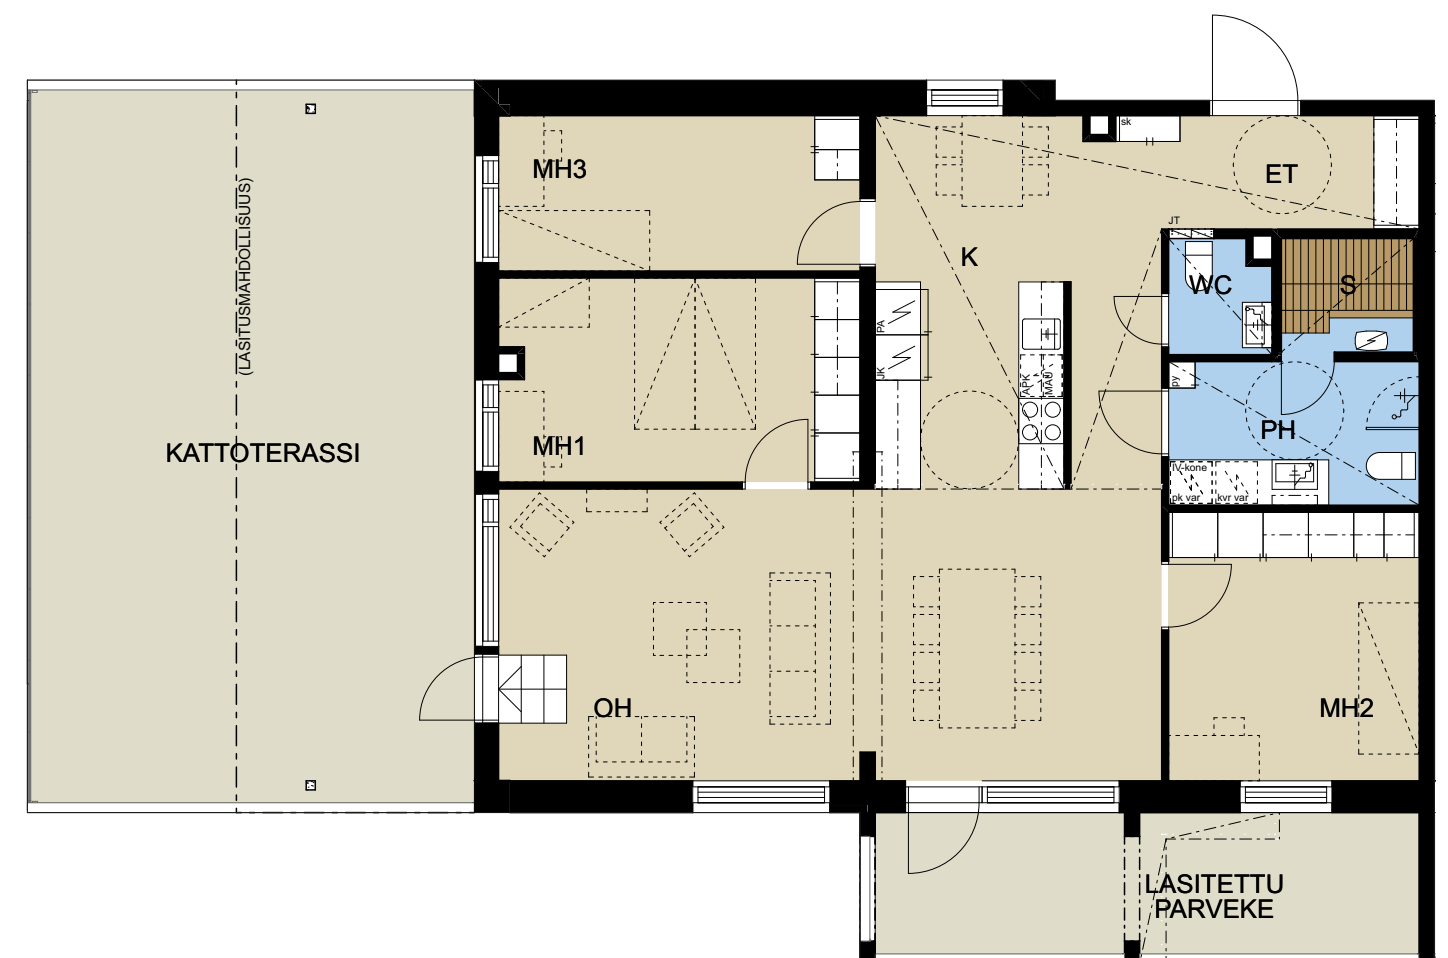 sk
MH3
ET
(LASITUSMAHDOLLISUUS)
JT
K
WC
S
PA
JK
APK
MAU
py
PH
MH1
KATTOTERASSI
IV-kone
pk var
kvr var
OH
MH2
LASITETTU
PARVEKE